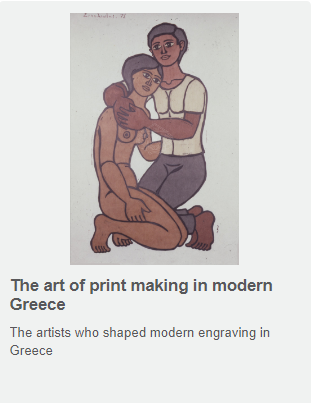 The art of print making in modern
Greece
The artists who shaped modern engraving in
Greece